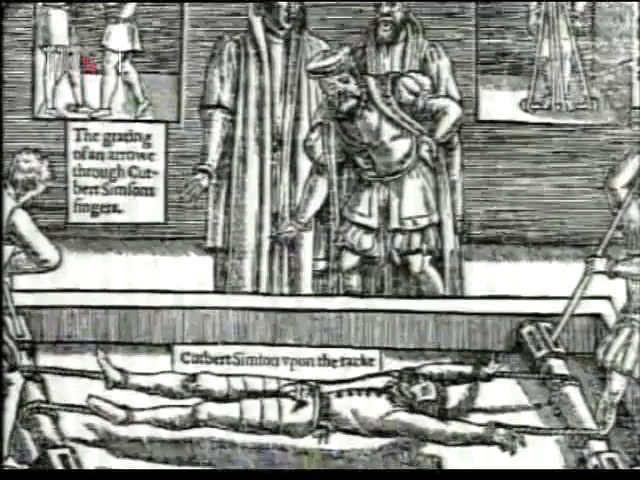 The grating
of an arrowe
through Cut-
bert Simsons
fingers.
Cutbert Simson vpon the racke